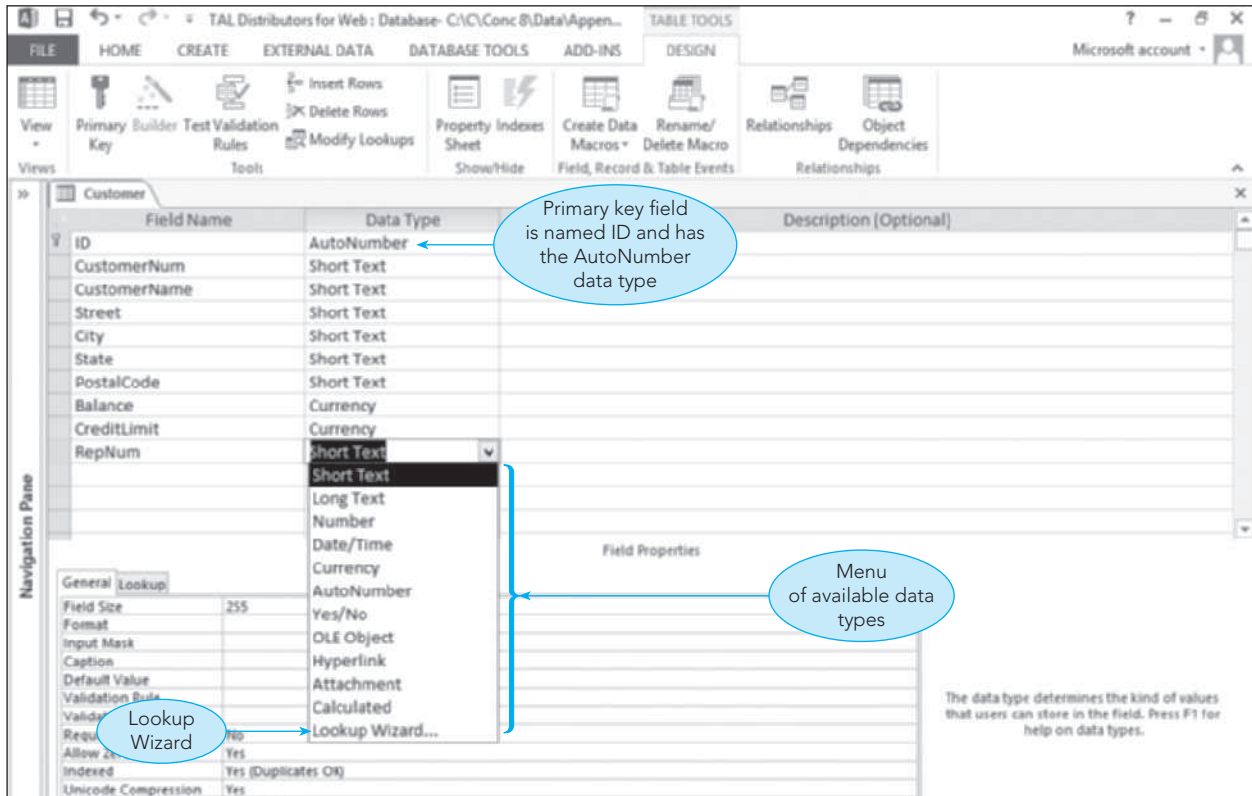 TAL Distributors for Web : Database- C:\C\Conc 8\Data\Appen...
TABLE TOOLS
?
FILE
HOME
CREATE
EXTERNAL DATA
DATABASE TOOLS
ADD-INS
DESIGN
Microsoft account
View
Primary Key
Builder
Test Validation Rules
Insert Rows
Delete Rows
Modify Lookups
Property Sheet
Indexes
Create Data Macros
Rename/ Delete Macro
Relationships
Object Dependencies
Views
Tools
Show/Hide
Field, Record & Table Events
Relationships
Customer
Field Name
Data Type
Description (Optional)
ID
AutoNumber
CustomerNum
Short Text
CustomerName
Short Text
Street
Short Text
City
Short Text
State
Short Text
PostalCode
Short Text
Balance
Currency
CreditLimit
Currency
RepNum
Short Text
Primary key field
is named ID and has
the AutoNumber
data type
Short Text
Long Text
Number
Date/Time
Currency
AutoNumber
Yes/No
OLE Object
Hyperlink
Attachment
Calculated
Lookup Wizard...
Menu
of available data
types
Navigation Pane
Field Properties
General
Lookup
Field Size
255
Format
Input Mask
Caption
Default Value
Validation Rule
Lookup
Wizard
No
Yes
Indexed
Yes (Duplicates OK)
Unicode Compression
Yes
The data type determines the kind of values
that users can store in the field. Press F1 for
help on data types.